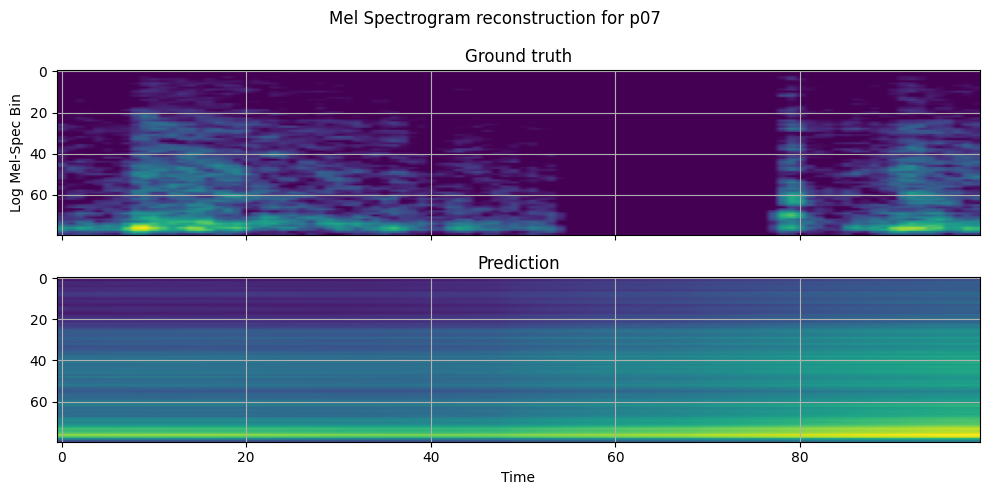 Mel Spectrogram reconstruction for p07
Ground truth
Log Mel-Spec Bin
0
20
40
60
Prediction
0
20
40
60
0 20 40 60 80
Time